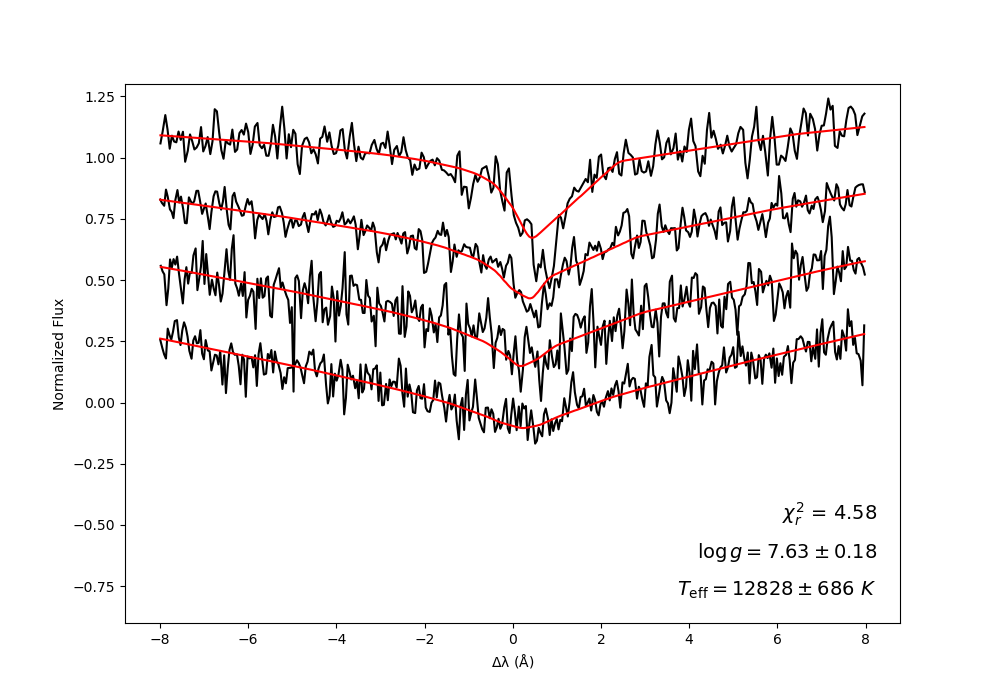 1.25
1.00
0.75
0.50
0.25
0.00
−0.25
−0.50
−0.75
Normalized Flux
χ²ᵣ = 4.58
log g = 7.63 ± 0.18
T_eff = 12828 ± 686 K
−8 −6 −4 −2 0 2 4 6 8
Δλ (Å)